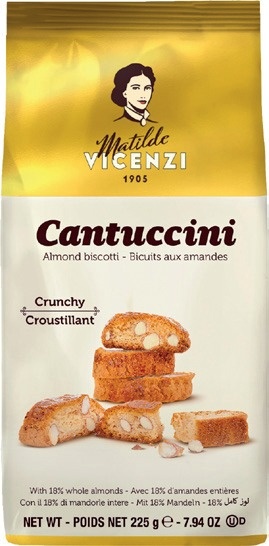 Matilde
VICENZI
1905
Cantuccini
Almond biscotti - Bicuits aux amandes
Crunchy
Croustillant
With 18% whole almonds - Avec 18% d'amandes entières
Con il 18% di mandorle intere - Mit 18% Mandeln - 18% لوز كامل
NET WT - POIDS NET 225 g ℮ - 7.94 OZ ⓊD